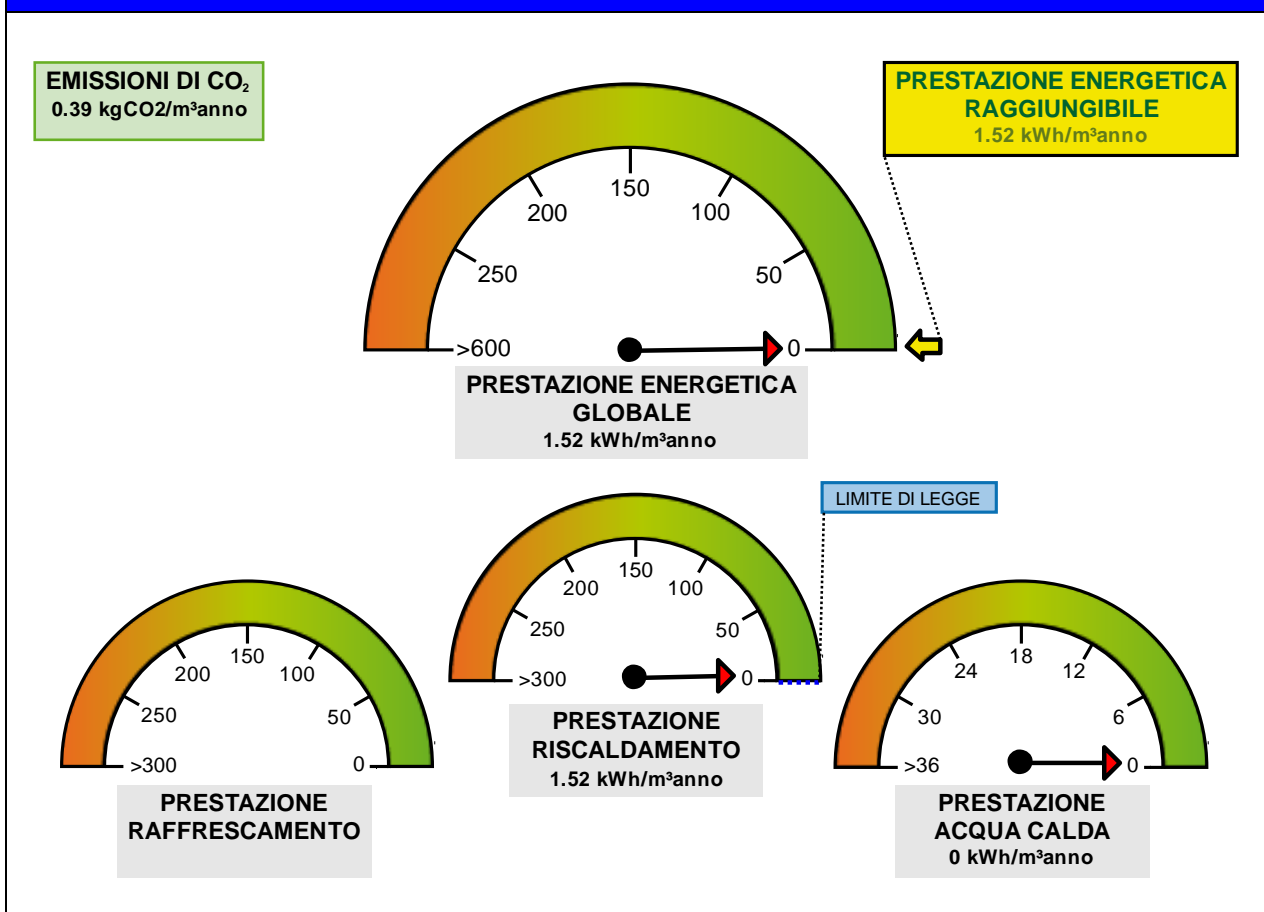 EMISSIONI DI CO₂
0.39 kgCO2/m³anno
PRESTAZIONE ENERGETICA
RAGGIUNGIBILE
1.52 kWh/m³anno
>600
250
200
150
100
50
0
PRESTAZIONE ENERGETICA
GLOBALE
1.52 kWh/m³anno
LIMITE DI LEGGE
>300
250
200
150
100
50
0
PRESTAZIONE
RAFFRESCAMENTO
>300
250
200
150
100
50
0
PRESTAZIONE
RISCALDAMENTO
1.52 kWh/m³anno
>36
30
24
18
12
6
0
PRESTAZIONE
ACQUA CALDA
0 kWh/m³anno